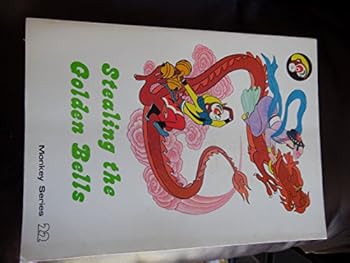 Stealing the
Golden Bells
Monkey Series 22